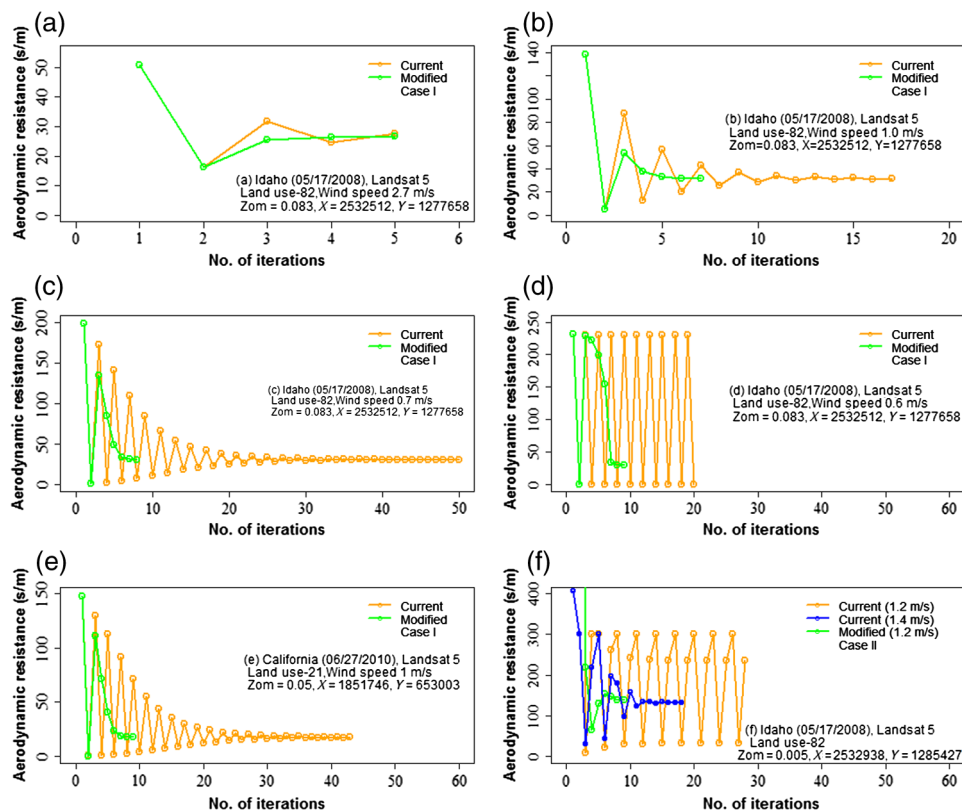 (a)
Aerodynamic resistance (s/m)
50
40
30
20
10
0
Current
Modified
Case I
(a) Idaho (05/17/2008), Landsat 5
Land use-82,Wind speed 2.7 m/s
Zom = 0.083, X = 2532512, Y = 1277658
0 1 2 3 4 5 6
No. of iterations
(b)
Aerodynamic resistance (s/m)
140
100
80
60
40
20
0
Current
Modified
Case I
(b) Idaho (05/17/2008), Landsat 5
Land use-82,Wind speed 1.0 m/s
Zom=0.083, X=2532512, Y=1277658
0 5 10 15 20
No. of iterations
(c)
Aerodynamic resistance (s/m)
200
150
100
50
0
Current
Modified
Case I
(c) Idaho (05/17/2008), Landsat 5
Land use-82,Wind speed 0.7 m/s
Zom = 0.083, X = 2532512, Y = 1277658
0 10 20 30 40 50
No. of iterations
(d)
Aerodynamic resistance (s/m)
250
200
150
100
50
0
Current
Modified
Case I
(d) Idaho (05/17/2008), Landsat 5
Land use-82,Wind speed 0.6 m/s
Zom = 0.083, X = 2532512, Y = 1277658
0 10 20 30 40 50 60
No. of iterations
(e)
Aerodynamic resistance (s/m)
150
100
50
0
Current
Modified
Case I
(e) California (06/27/2010), Landsat 5
Land use-21,Wind speed 1 m/s
Zom = 0.05, X = 1851746, Y = 653003
0 10 20 30 40 50
No. of iterations
(f)
Aerodynamic resistance (s/m)
400
300
200
100
0
Current (1.2 m/s)
Current (1.4 m/s)
Modified (1.2 m/s)
Case II
(f) Idaho (05/17/2008), Landsat 5
Land use-82
Zom = 0.005, X = 2532938, Y = 1285427
0 10 20 30 40 50 60
No. of iterations